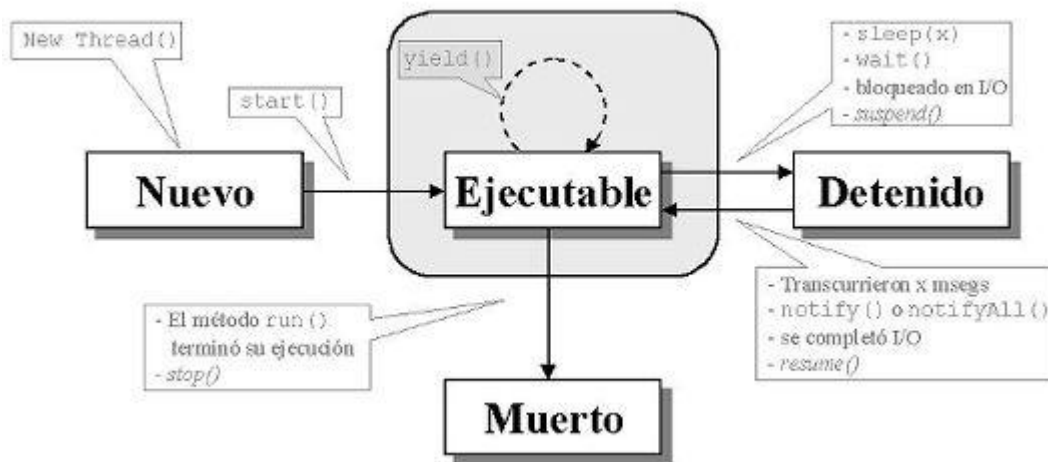 New Thread()
start()
yield()
- sleep(x)
- wait()
- bloqueado en I/O
- suspend()
Nuevo
Ejecutable
Detenido
- Transcurrieron x msegs
- notify() o notifyAll()
- se completó I/O
- resume()
- El método run()
terminó su ejecución
- stop()
Muerto